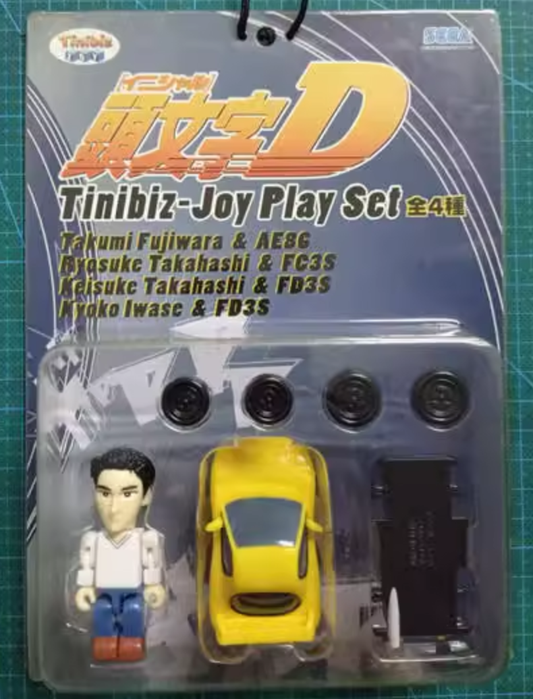 Tinibiz
TOYS
SEGA
イニシャル
頭文字D
Tinibiz-Joy Play Set 全4種
Takumi Fujiwara & AE86
Ryosuke Takahashi & FC3S
Keisuke Takahashi & FD3S
Kyoko Iwase & FD3S